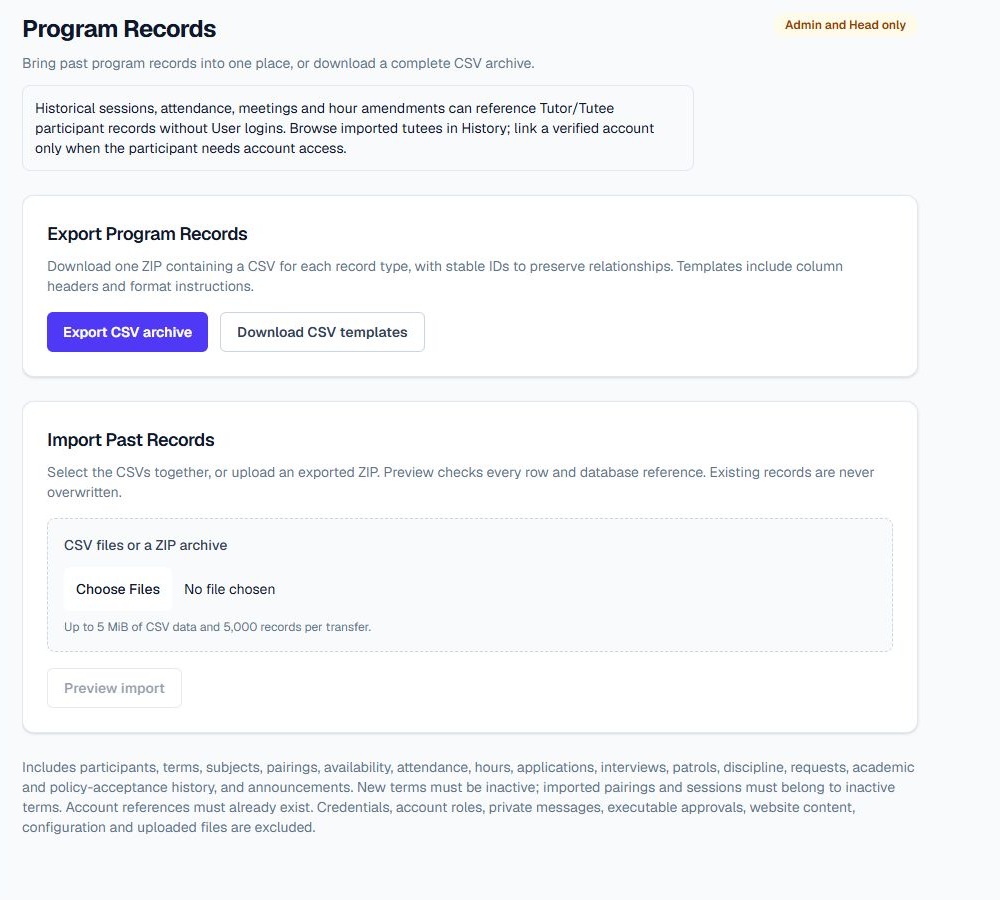 Program Records
Admin and Head only
Bring past program records into one place, or download a complete CSV archive.
Historical sessions, attendance, meetings and hour amendments can reference Tutor/Tutee
participant records without User logins. Browse imported tutees in History; link a verified account
only when the participant needs account access.
Export Program Records
Download one ZIP containing a CSV for each record type, with stable IDs to preserve relationships. Templates include column
headers and format instructions.
Export CSV archive
Download CSV templates
Import Past Records
Select the CSVs together, or upload an exported ZIP. Preview checks every row and database reference. Existing records are never
overwritten.
CSV files or a ZIP archive
Choose Files
No file chosen
Up to 5 MiB of CSV data and 5,000 records per transfer.
Preview import
Includes participants, terms, subjects, pairings, availability, attendance, hours, applications, interviews, patrols, discipline, requests, academic
and policy-acceptance history, and announcements. New terms must be inactive; imported pairings and sessions must belong to inactive
terms. Account references must already exist. Credentials, account roles, private messages, executable approvals, website content,
configuration and uploaded files are excluded.